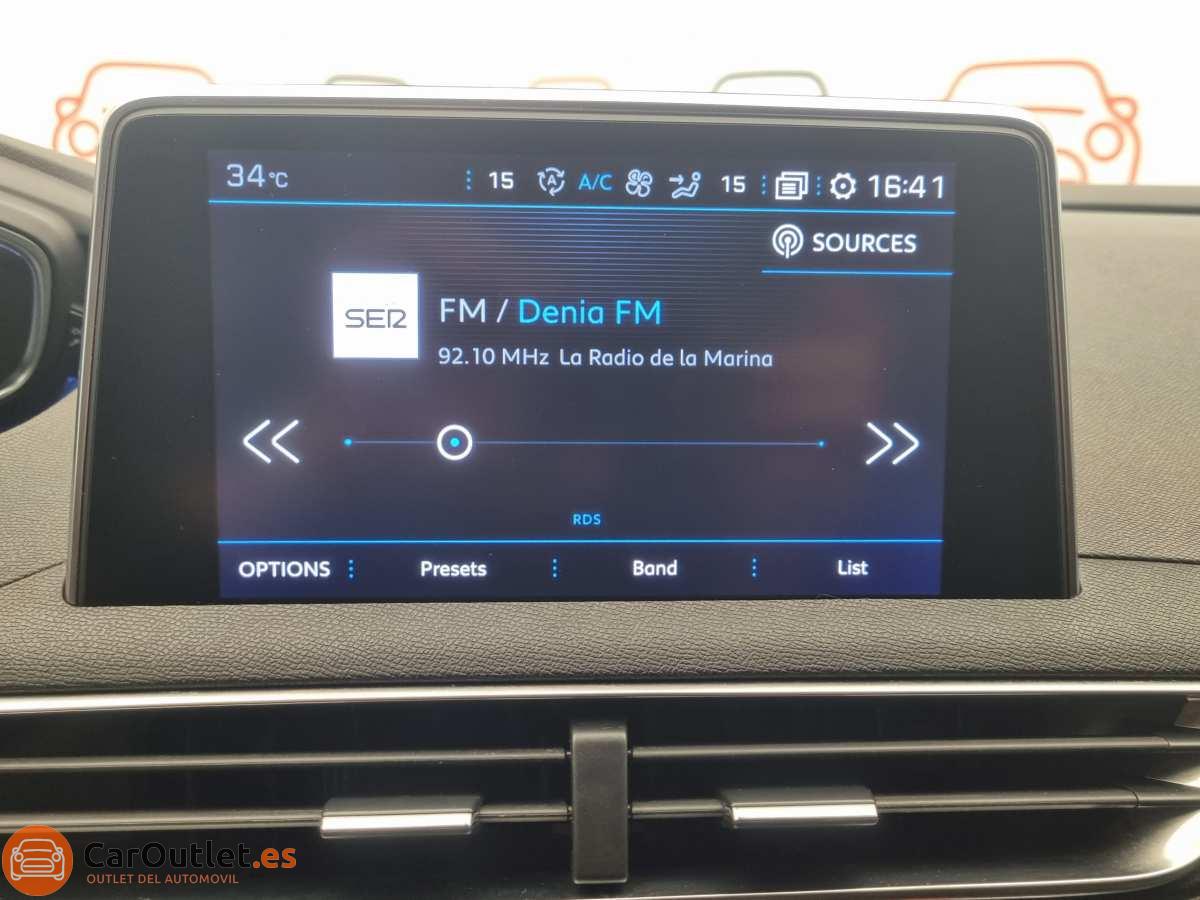 34°C 15 A A/C 15 16:41
SOURCES
SER
FM / Denia FM
92.10 MHz La Radio de la Marina
RDS
OPTIONS Presets Band List
CarOutlet.es
OUTLET DEL AUTOMOVIL